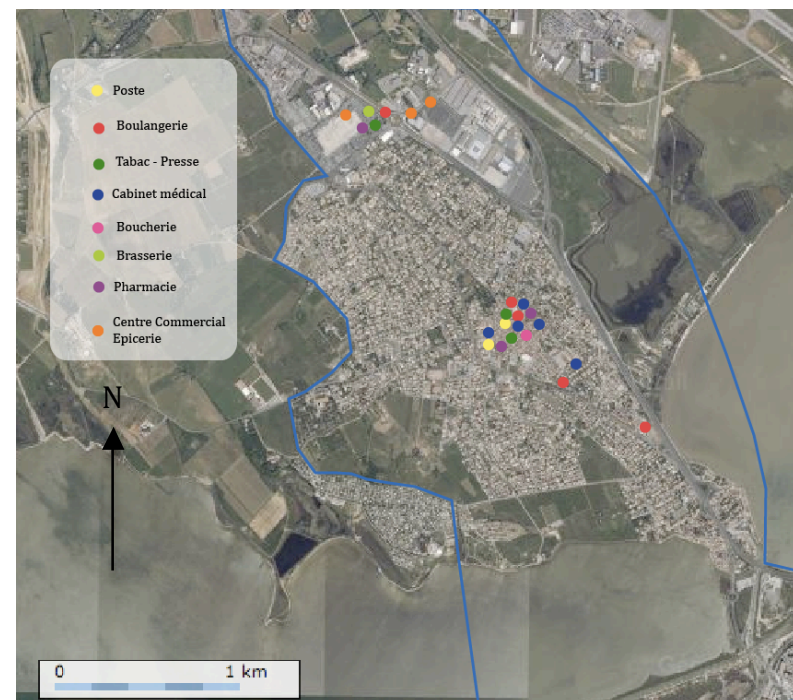 Poste
Boulangerie
Tabac - Presse
Cabinet médical
Boucherie
Brasserie
Pharmacie
Centre Commercial
Epicerie
N
0 1 km